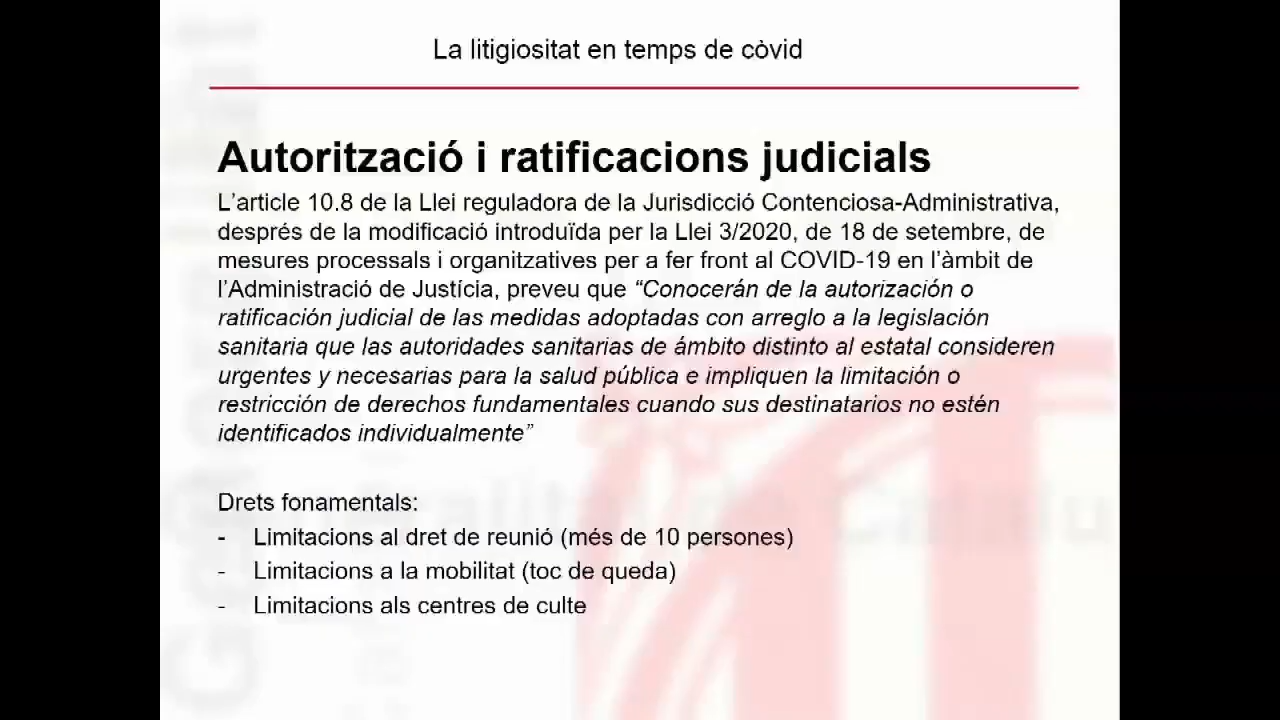 La litigiositat en temps de còvid
Autorització i ratificacions judicials
L’article 10.8 de la Llei reguladora de la Jurisdicció Contenciosa-Administrativa,
després de la modificació introduïda per la Llei 3/2020, de 18 de setembre, de
mesures processals i organitzatives per a fer front al COVID-19 en l’àmbit de
l’Administració de Justícia, preveu que “Conocerán de la autorización o
ratificación judicial de las medidas adoptadas con arreglo a la legislación
sanitaria que las autoridades sanitarias de ámbito distinto al estatal consideren
urgentes y necesarias para la salud pública e impliquen la limitación o
restricción de derechos fundamentales cuando sus destinatarios no estén
identificados individualmente”
Drets fonamentals:
- Limitacions al dret de reunió (més de 10 persones)
- Limitacions a la mobilitat (toc de queda)
- Limitacions als centres de culte